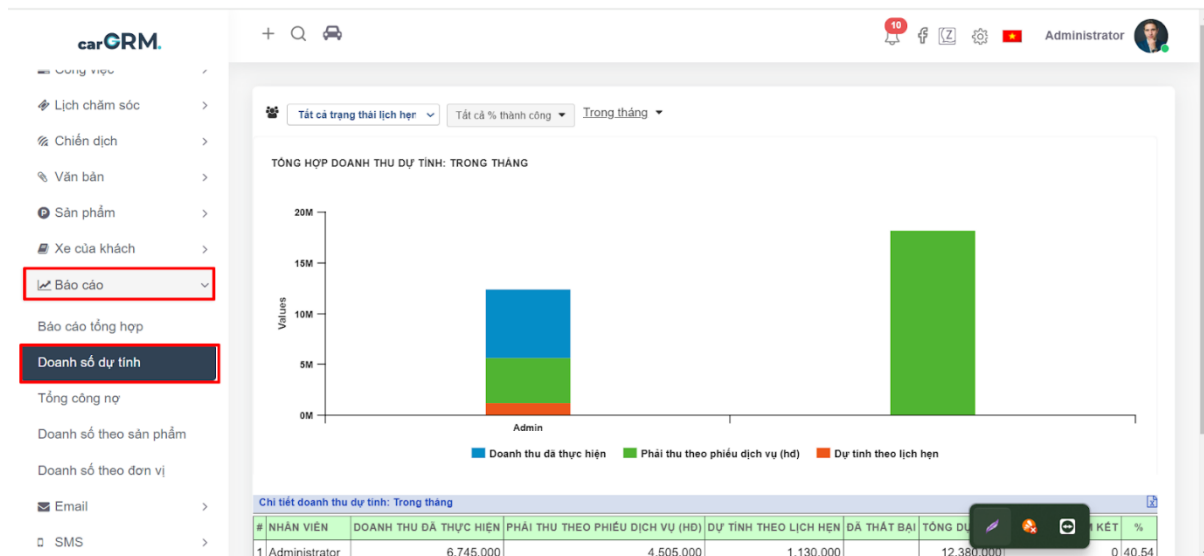 carGRM.
10
Administrator
Công việc
Lịch chăm sóc
Chiến dịch
Văn bản
Sản phẩm
Xe của khách
Báo cáo
Báo cáo tổng hợp
Doanh số dự tính
Tổng công nợ
Doanh số theo sản phẩm
Doanh số theo đơn vị
Email
SMS
Tất cả trạng thái lịch hẹn Tất cả % thành công Trong tháng
TỔNG HỢP DOANH THU DỰ TÍNH: TRONG THÁNG
Values
20M
15M
10M
5M
0M
Admin
Doanh thu đã thực hiện Phải thu theo phiếu dịch vụ (hđ) Dự tính theo lịch hẹn
Chi tiết doanh thu dự tính: Trong tháng
# NHÂN VIÊN DOANH THU ĐÃ THỰC HIỆN PHẢI THU THEO PHIẾU DỊCH VỤ (HĐ) DỰ TÍNH THEO LỊCH HẸN ĐÃ THẤT BẠI TỔNG KẾT %
1 Administrator 6.745.000 4.505.000 1.130.000 12.380.000 0 40.54